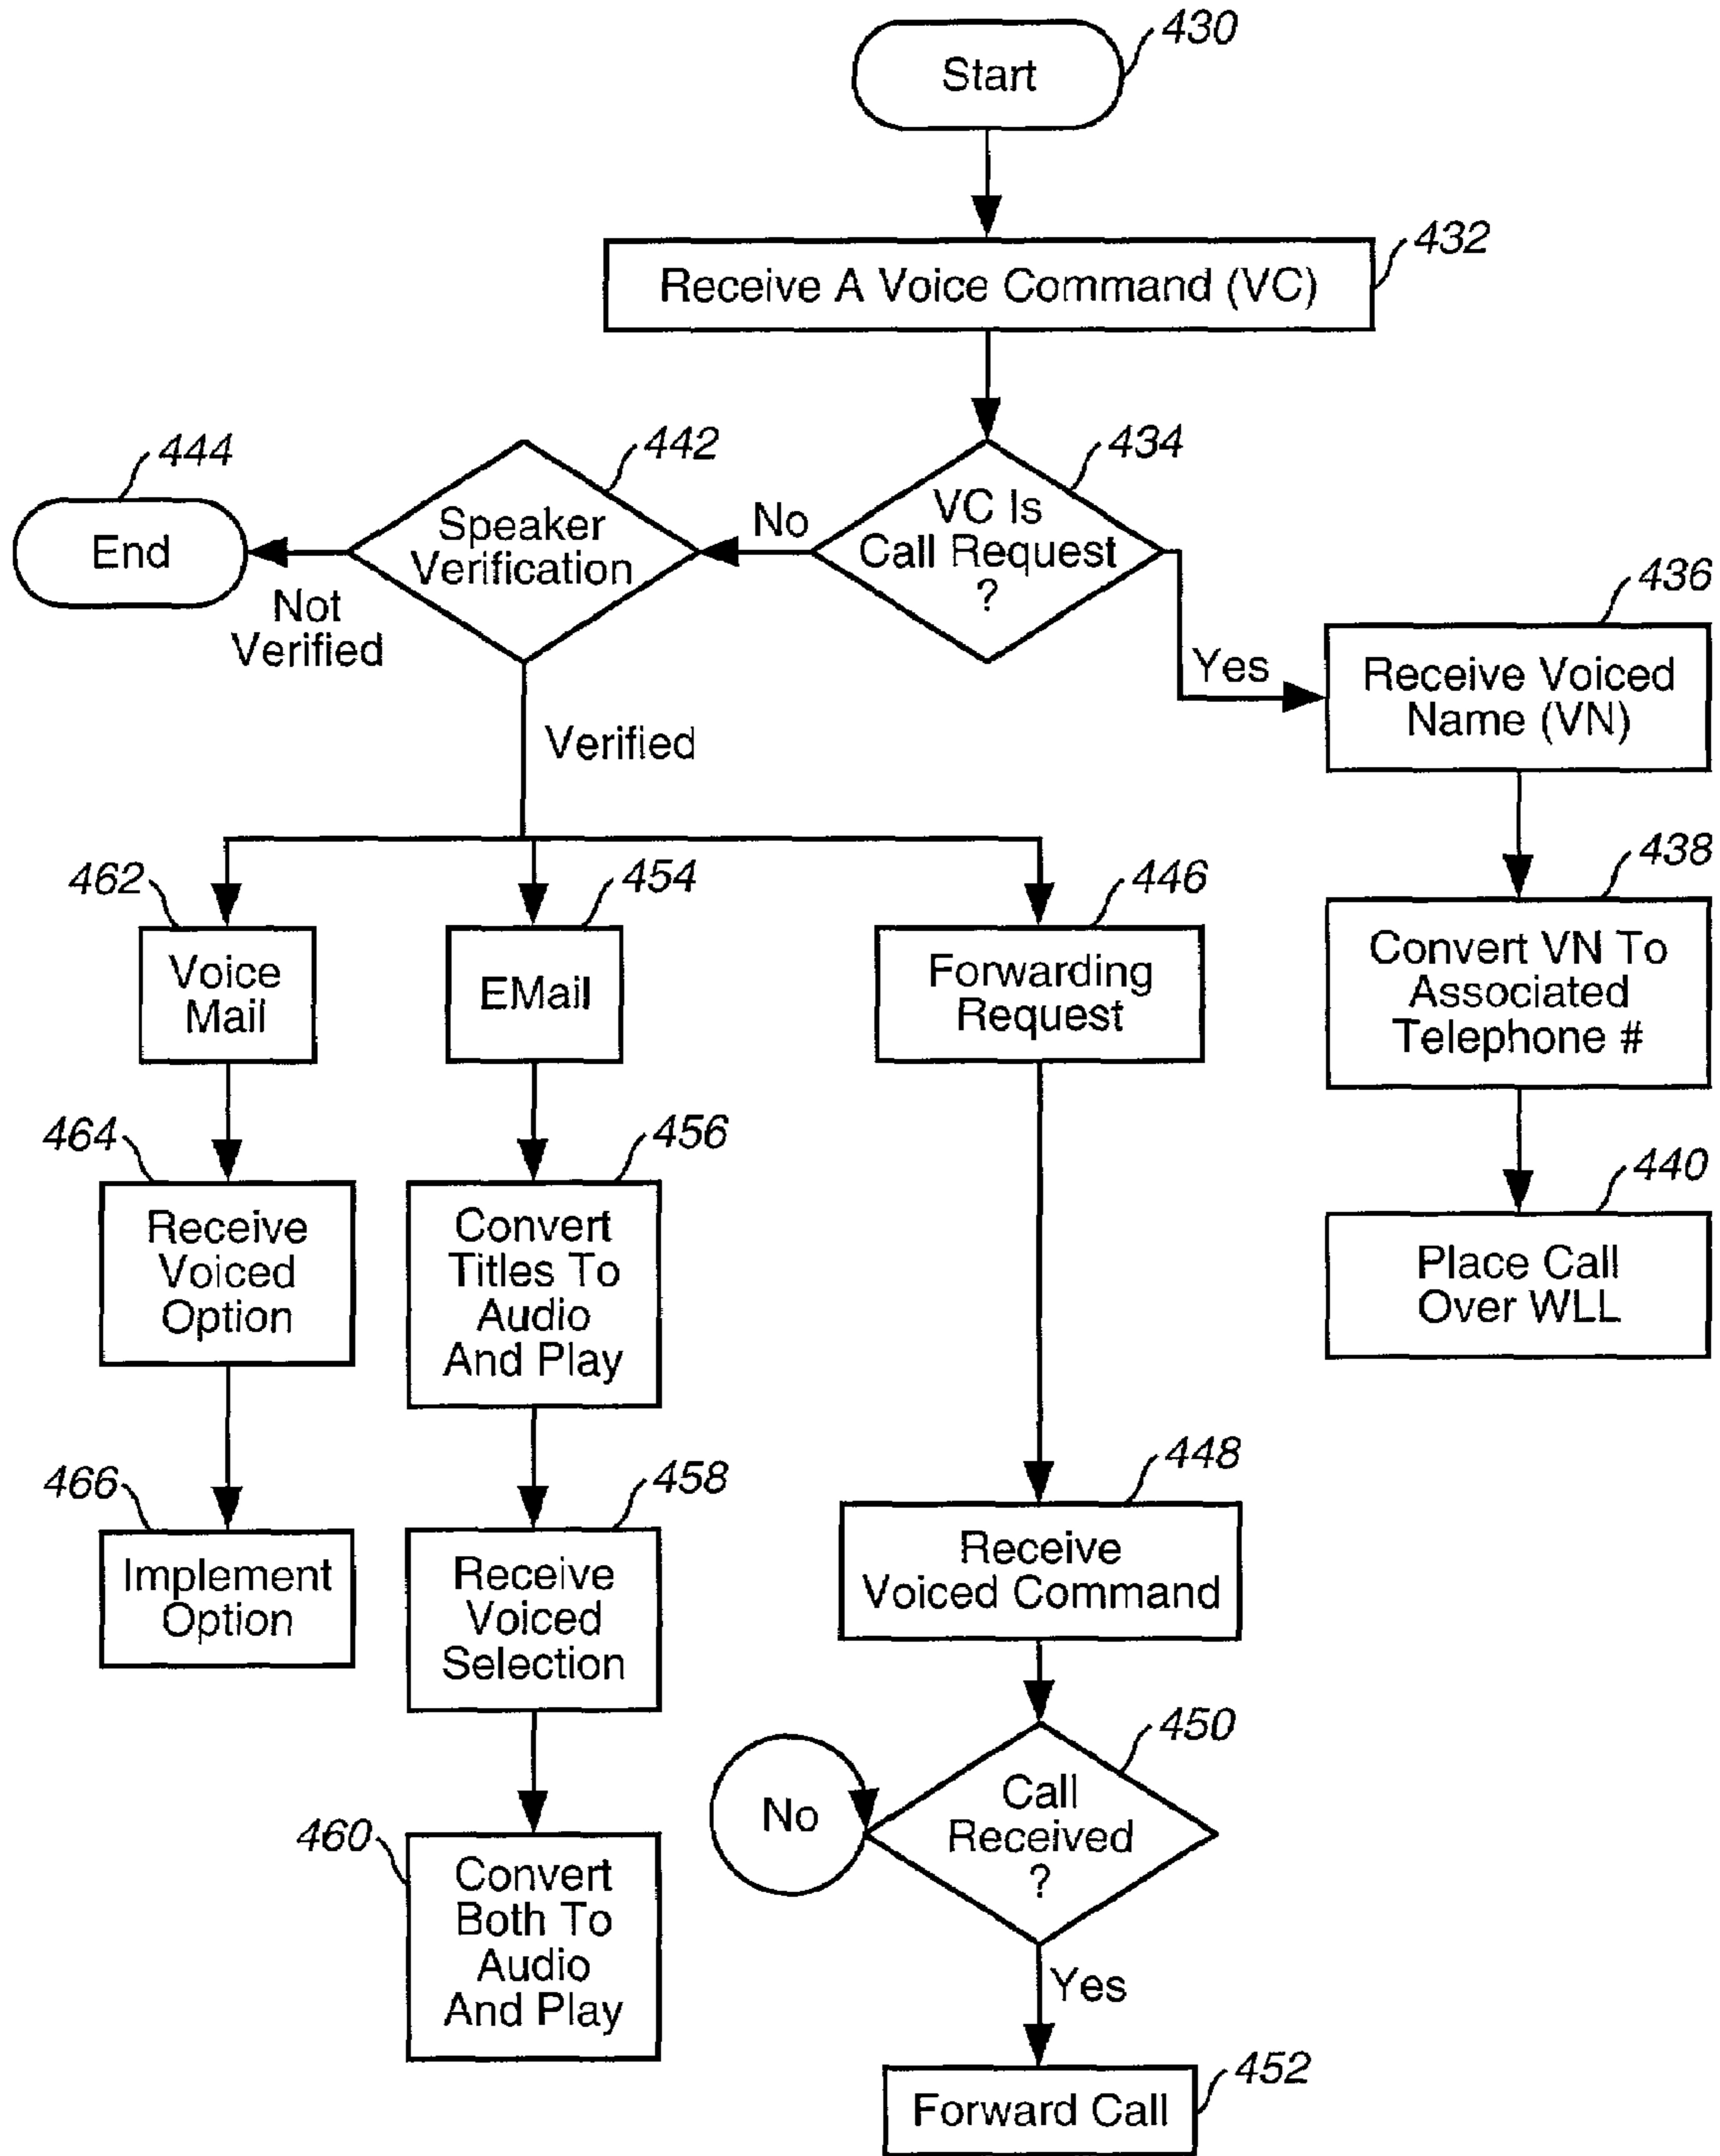 430
Start
432
Receive A Voice Command (VC)
444
442
434
End
Speaker
Verification
No
VC Is
Call Request
?
Not
Verified
Yes
436
Receive Voiced
Name (VN)
Verified
438
Convert VN To
Associated
Telephone #
440
Place Call
Over WLL
462
Voice
Mail
464
Receive
Voiced
Option
466
Implement
Option
454
EMail
456
Convert
Titles To
Audio
And Play
458
Receive
Voiced
Selection
460
Convert
Both To
Audio
And Play
446
Forwarding
Request
448
Receive
Voiced Command
450
Call
Received
?
No
Yes
452
Forward Call